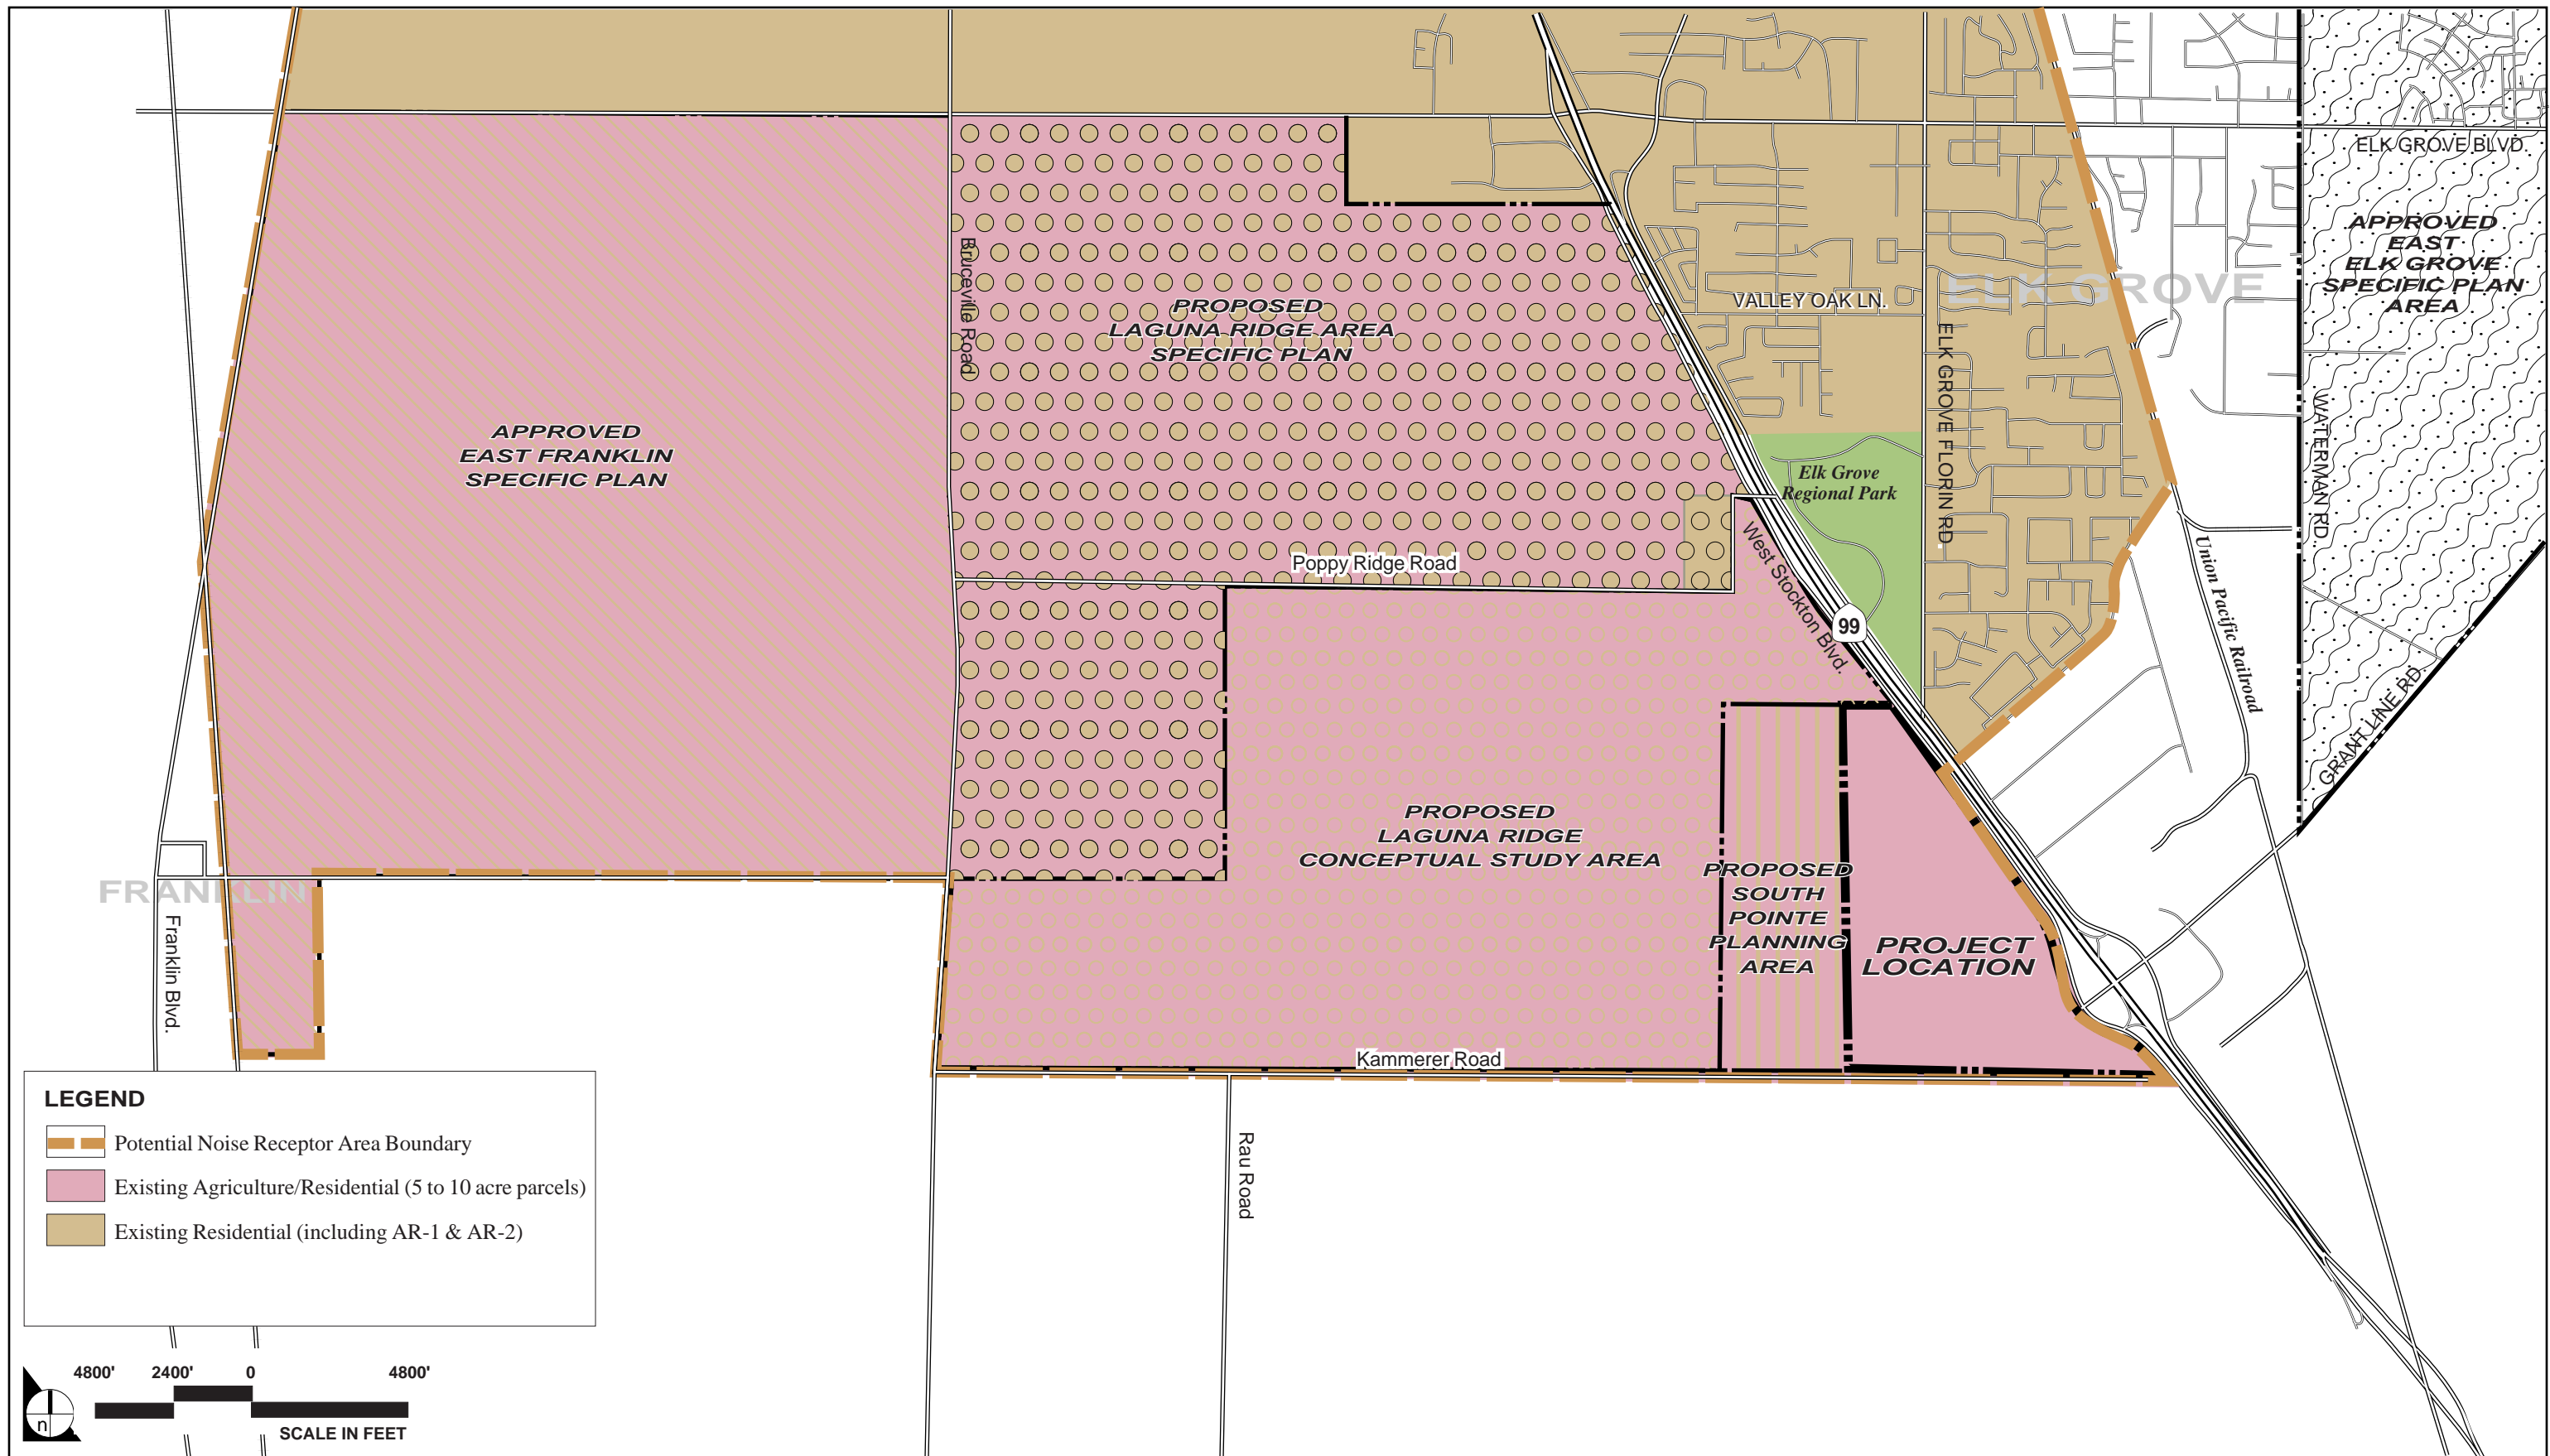 ELK GROVE BLVD.
APPROVED
EAST
ELK GROVE
SPECIFIC PLAN
AREA
ELK GROVE
VALLEY OAK LN.
Bruceville Road
PROPOSED
LAGUNA RIDGE AREA
SPECIFIC PLAN
ELK GROVE FLORIN RD.
WATERMAN RD.
APPROVED
EAST FRANKLIN
SPECIFIC PLAN
Elk Grove
Regional Park
Poppy Ridge Road
West Stockton Blvd.
99
Union Pacific Railroad
GRANT LINE RD.
PROPOSED
LAGUNA RIDGE
CONCEPTUAL STUDY AREA
PROPOSED
SOUTH
POINTE
PLANNING
AREA
PROJECT
LOCATION
FRANKLIN
Franklin Blvd.
Kammerer Road
Rau Road
LEGEND
Potential Noise Receptor Area Boundary
Existing Agriculture/Residential (5 to 10 acre parcels)
Existing Residential (including AR-1 & AR-2)
4800' 2400' 0 4800'
n
SCALE IN FEET